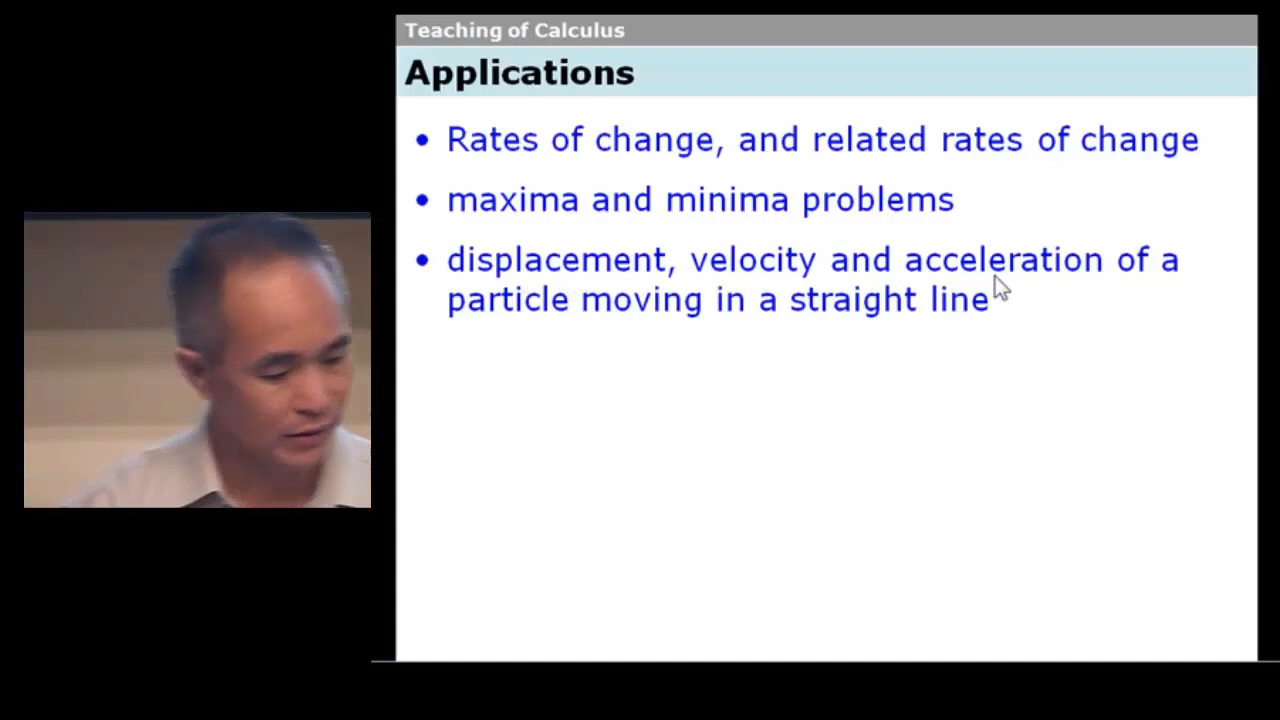 Teaching of Calculus
Applications
• Rates of change, and related rates of change
• maxima and minima problems
• displacement, velocity and acceleration of a
particle moving in a straight line